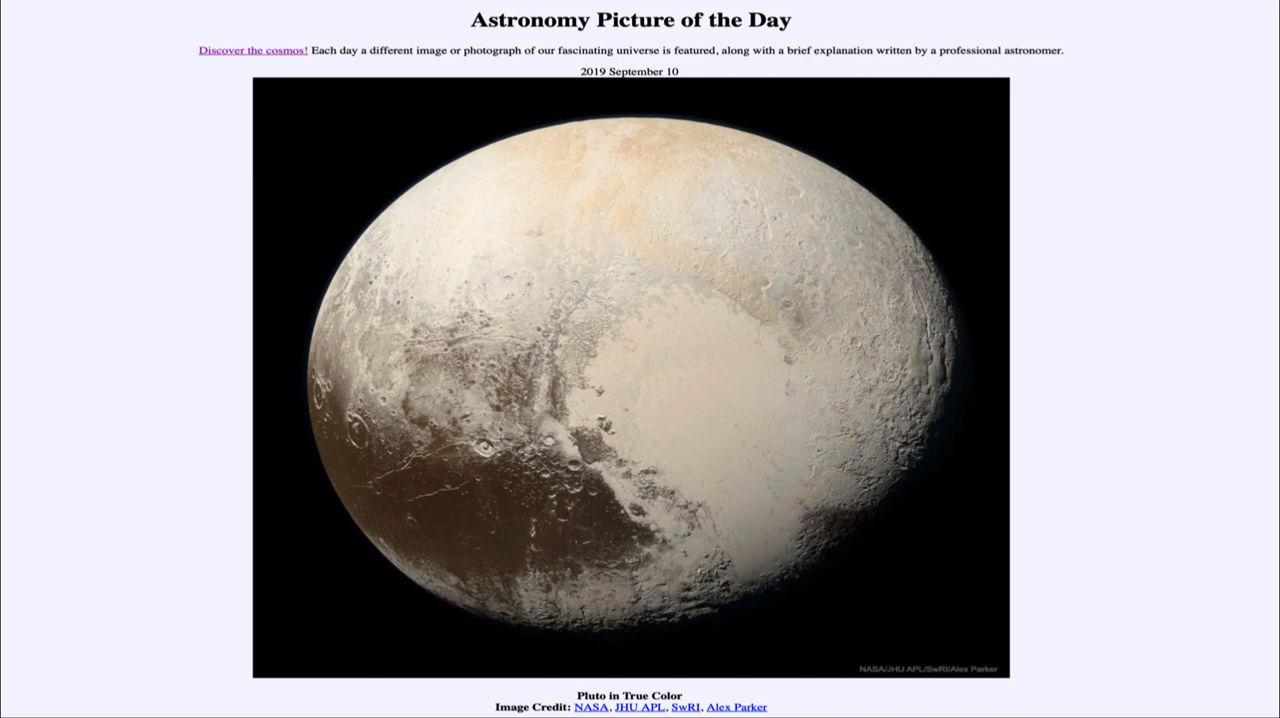 Astronomy Picture of the Day
Discover the cosmos! Each day a different image or photograph of our fascinating universe is featured, along with a brief explanation written by a professional astronomer.
2019 September 10
NASA/JHU APL/SwRI/Alex Parker
Pluto in True Color
Image Credit: NASA, JHU APL, SwRI, Alex Parker